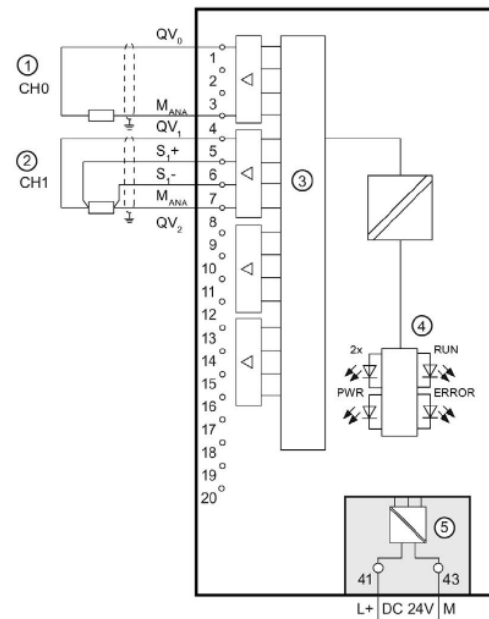 ① CH0
QV₀
M_ANA
② CH1
QV₁
S₁+
S₁-
M_ANA
QV₂
1
2
3
4
5
6
7
8
9
10
11
12
13
14
15
16
17
18
19
20
③
④
2x RUN
PWR ERROR
⑤
41 43
L+ DC 24V M